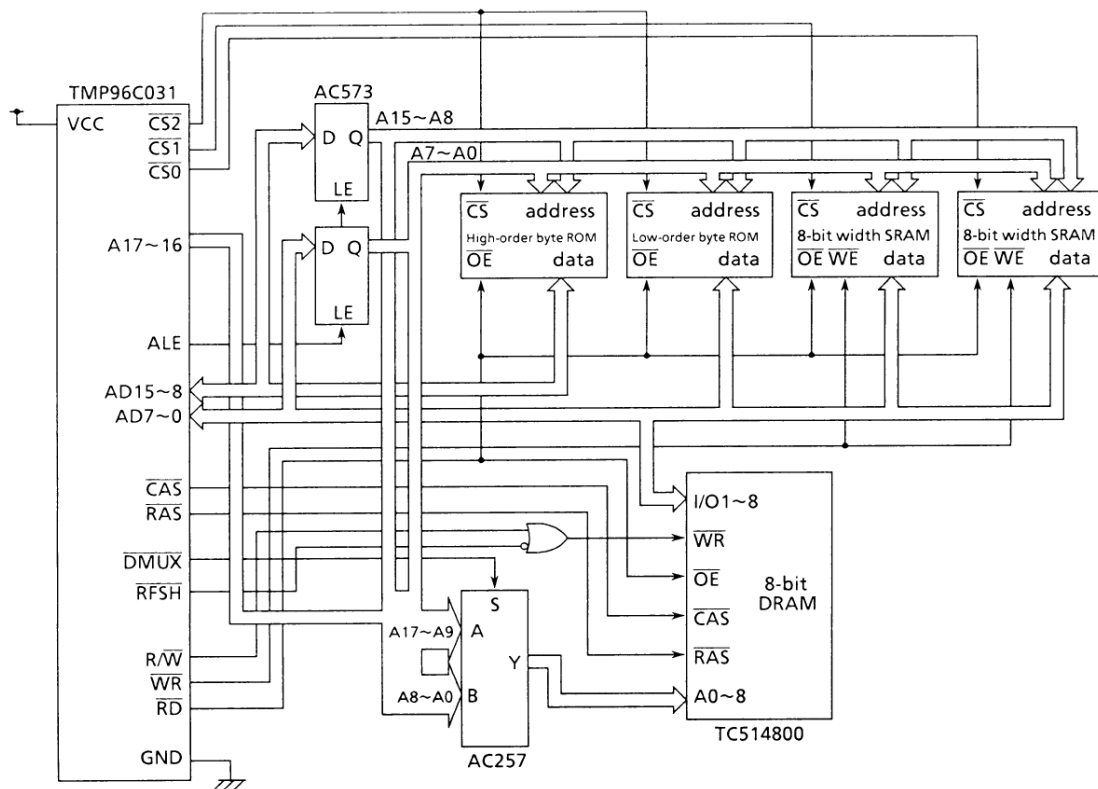 TMP96C031
VCC
CS2
CS1
CS0
A17~16
ALE
AD15~8
AD7~0
CAS
RAS
DMUX
RFSH
R/W
WR
RD
GND
AC573
D Q
LE
D Q
LE
A15~A8
A7~A0
CS address
High-order byte ROM
OE data
CS address
Low-order byte ROM
OE data
CS address
8-bit width SRAM
OE WE data
CS address
8-bit width SRAM
OE WE data
S
A17~A9 A
Y
A8~A0 B
AC257
I/O1~8
WR
OE
8-bit
DRAM
CAS
RAS
A0~8
TC514800